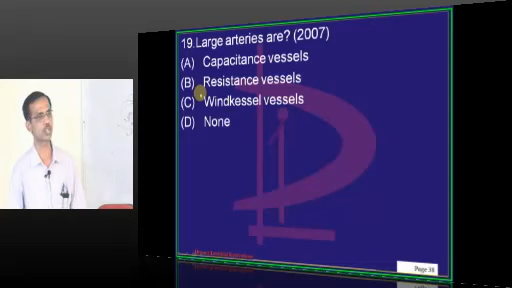 19.Large arteries are? (2007)
(A) Capacitance vessels
(B) Resistance vessels
(C) Windkessel vessels
(D) None
Page 38